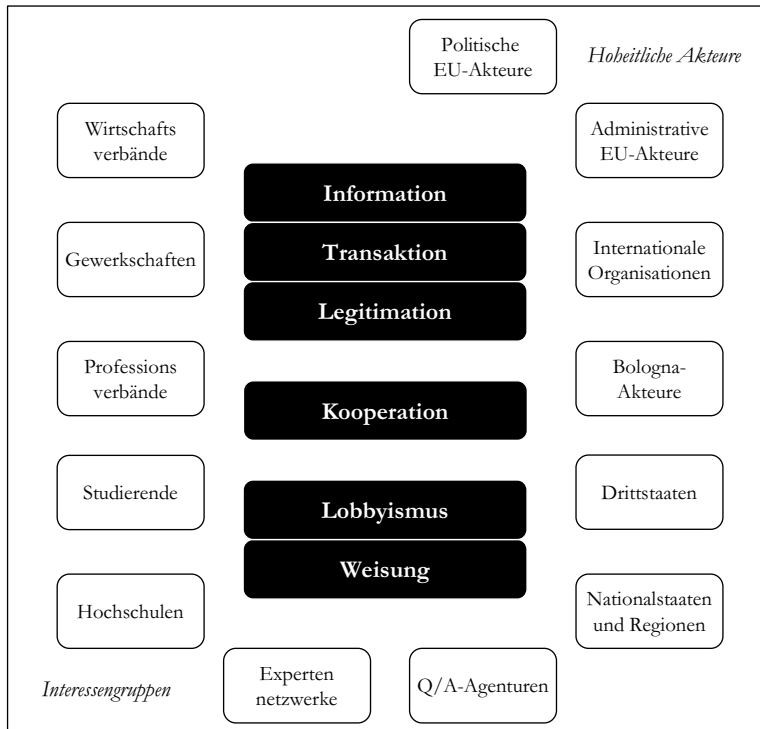 Politische
EU-Akteure
Hoheitliche Akteure
Wirtschafts
verbände
Administrative
EU-Akteure
Information
Gewerkschaften
Transaktion
Internationale
Organisationen
Legitimation
Professions
verbände
Kooperation
Bologna-
Akteure
Studierende
Lobbyismus
Drittstaaten
Weisung
Hochschulen
Nationalstaaten
und Regionen
Interessengruppen
Experten
netzwerke
Q/A-Agenturen